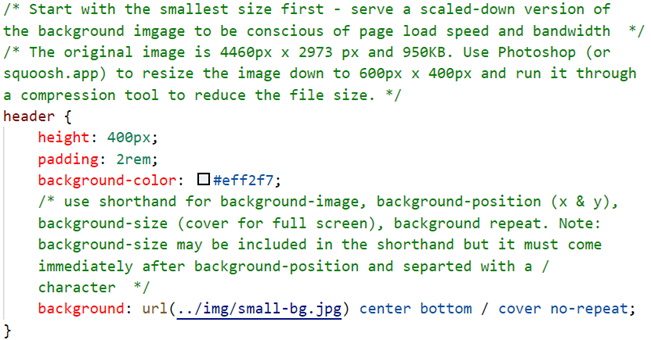 /* Start with the smallest size first - serve a scaled-down version of
the background imgage to be conscious of page load speed and bandwidth  */
/* The original image is 4460px x 2973 px and 950KB. Use Photoshop (or
squoosh.app) to resize the image down to 600px x 400px and run it through
a compression tool to reduce the file size. */
header {
    height: 400px;
    padding: 2rem;
    background-color: #eff2f7;
    /* use shorthand for background-image, background-position (x & y),
    background-size (cover for full screen), background repeat. Note:
    background-size may be included in the shorthand but it must come
    immediately after background-position and separted with a /
    character  */
    background: url(../img/small-bg.jpg) center bottom / cover no-repeat;
}